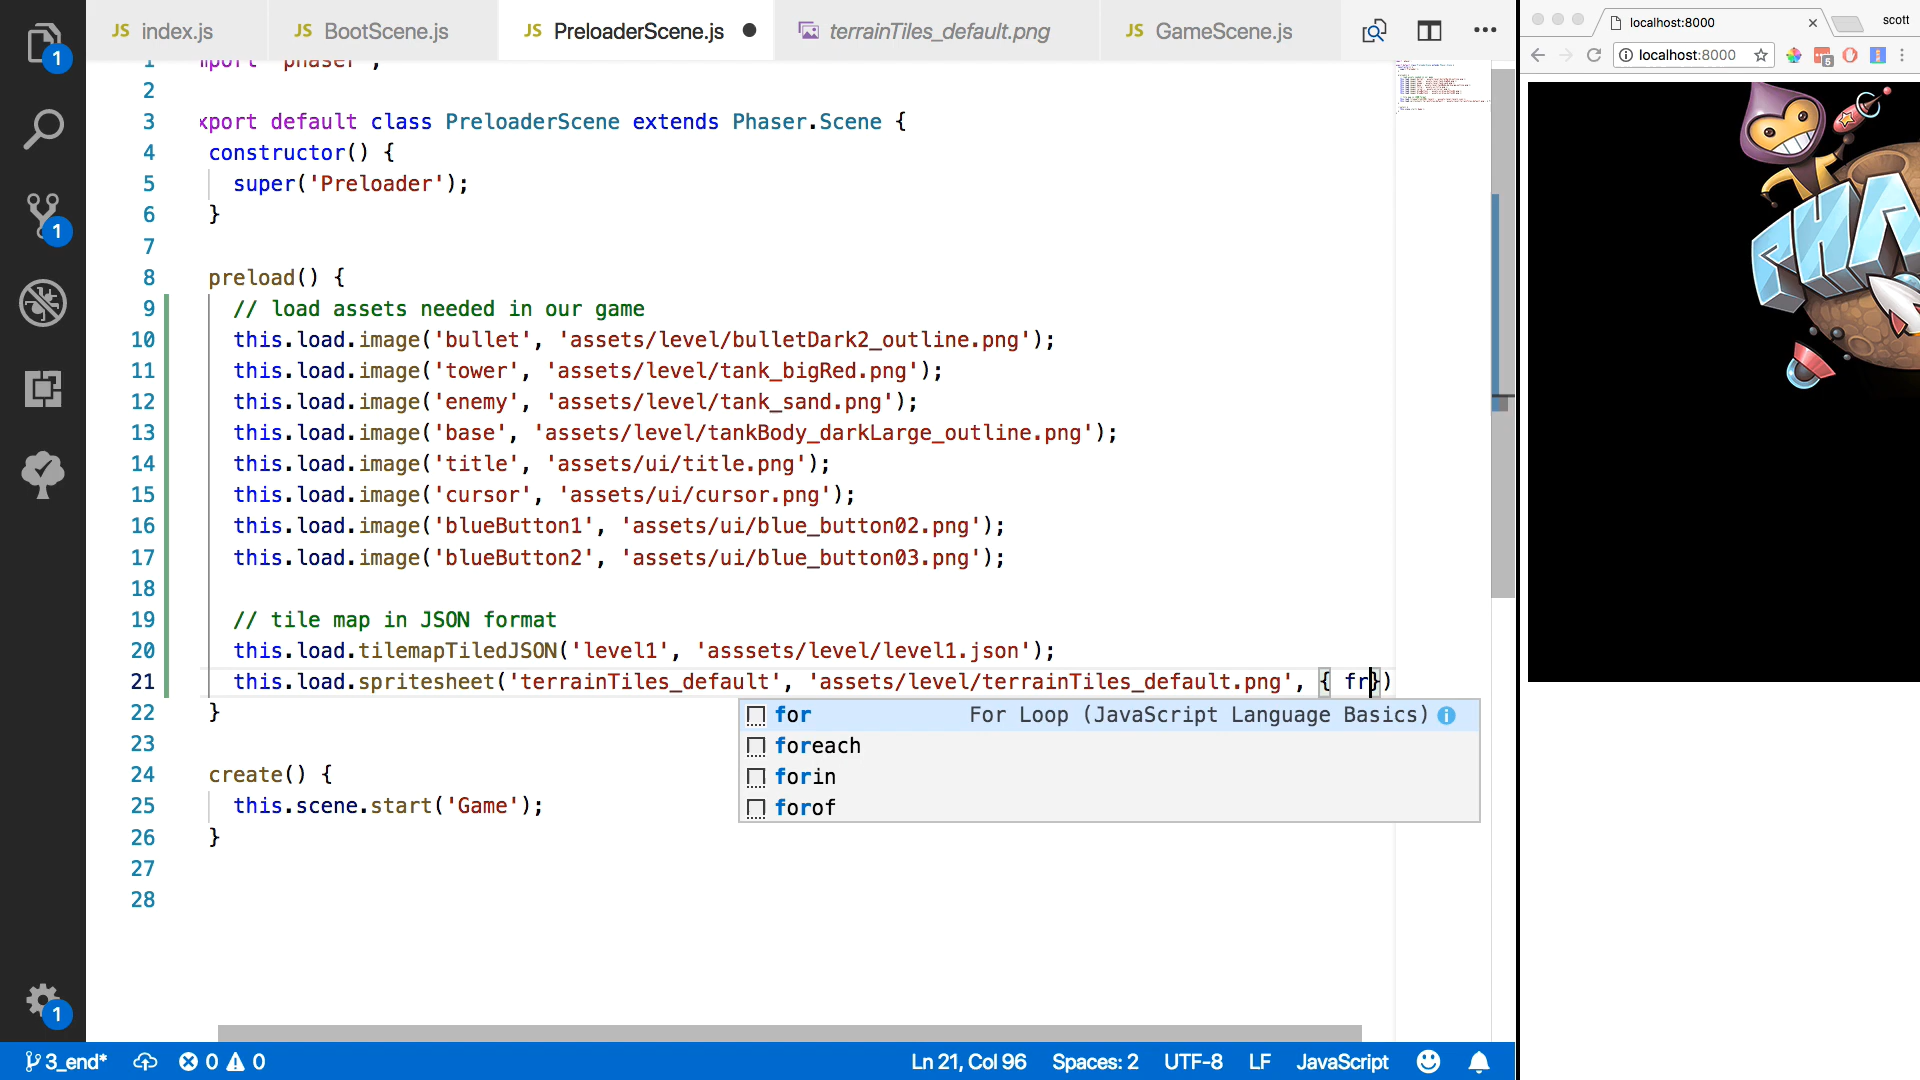 JS index.js
JS BootScene.js
JS PreloaderScene.js
terrainTiles_default.png
JS GameScene.js
1 mport 'phaser';
2
3 xport default class PreloaderScene extends Phaser.Scene {
4 constructor() {
5 super('Preloader');
6 }
7
8 preload() {
9 // load assets needed in our game
10 this.load.image('bullet', 'assets/level/bulletDark2_outline.png');
11 this.load.image('tower', 'assets/level/tank_bigRed.png');
12 this.load.image('enemy', 'assets/level/tank_sand.png');
13 this.load.image('base', 'assets/level/tankBody_darkLarge_outline.png');
14 this.load.image('title', 'assets/ui/title.png');
15 this.load.image('cursor', 'assets/ui/cursor.png');
16 this.load.image('blueButton1', 'assets/ui/blue_button02.png');
17 this.load.image('blueButton2', 'assets/ui/blue_button03.png');
18
19 // tile map in JSON format
20 this.load.tilemapTiledJSON('level1', 'asssets/level/level1.json');
21 this.load.spritesheet('terrainTiles_default', 'assets/level/terrainTiles_default.png', { fr})
22 }
for For Loop (JavaScript Language Basics)
foreach
forin
forof
23
24 create() {
25 this.scene.start('Game');
26 }
27
28
1
1
1
3_end*
0 0
Ln 21, Col 96
Spaces: 2
UTF-8
LF
JavaScript
localhost:8000
scott
localhost:8000
5
PHA